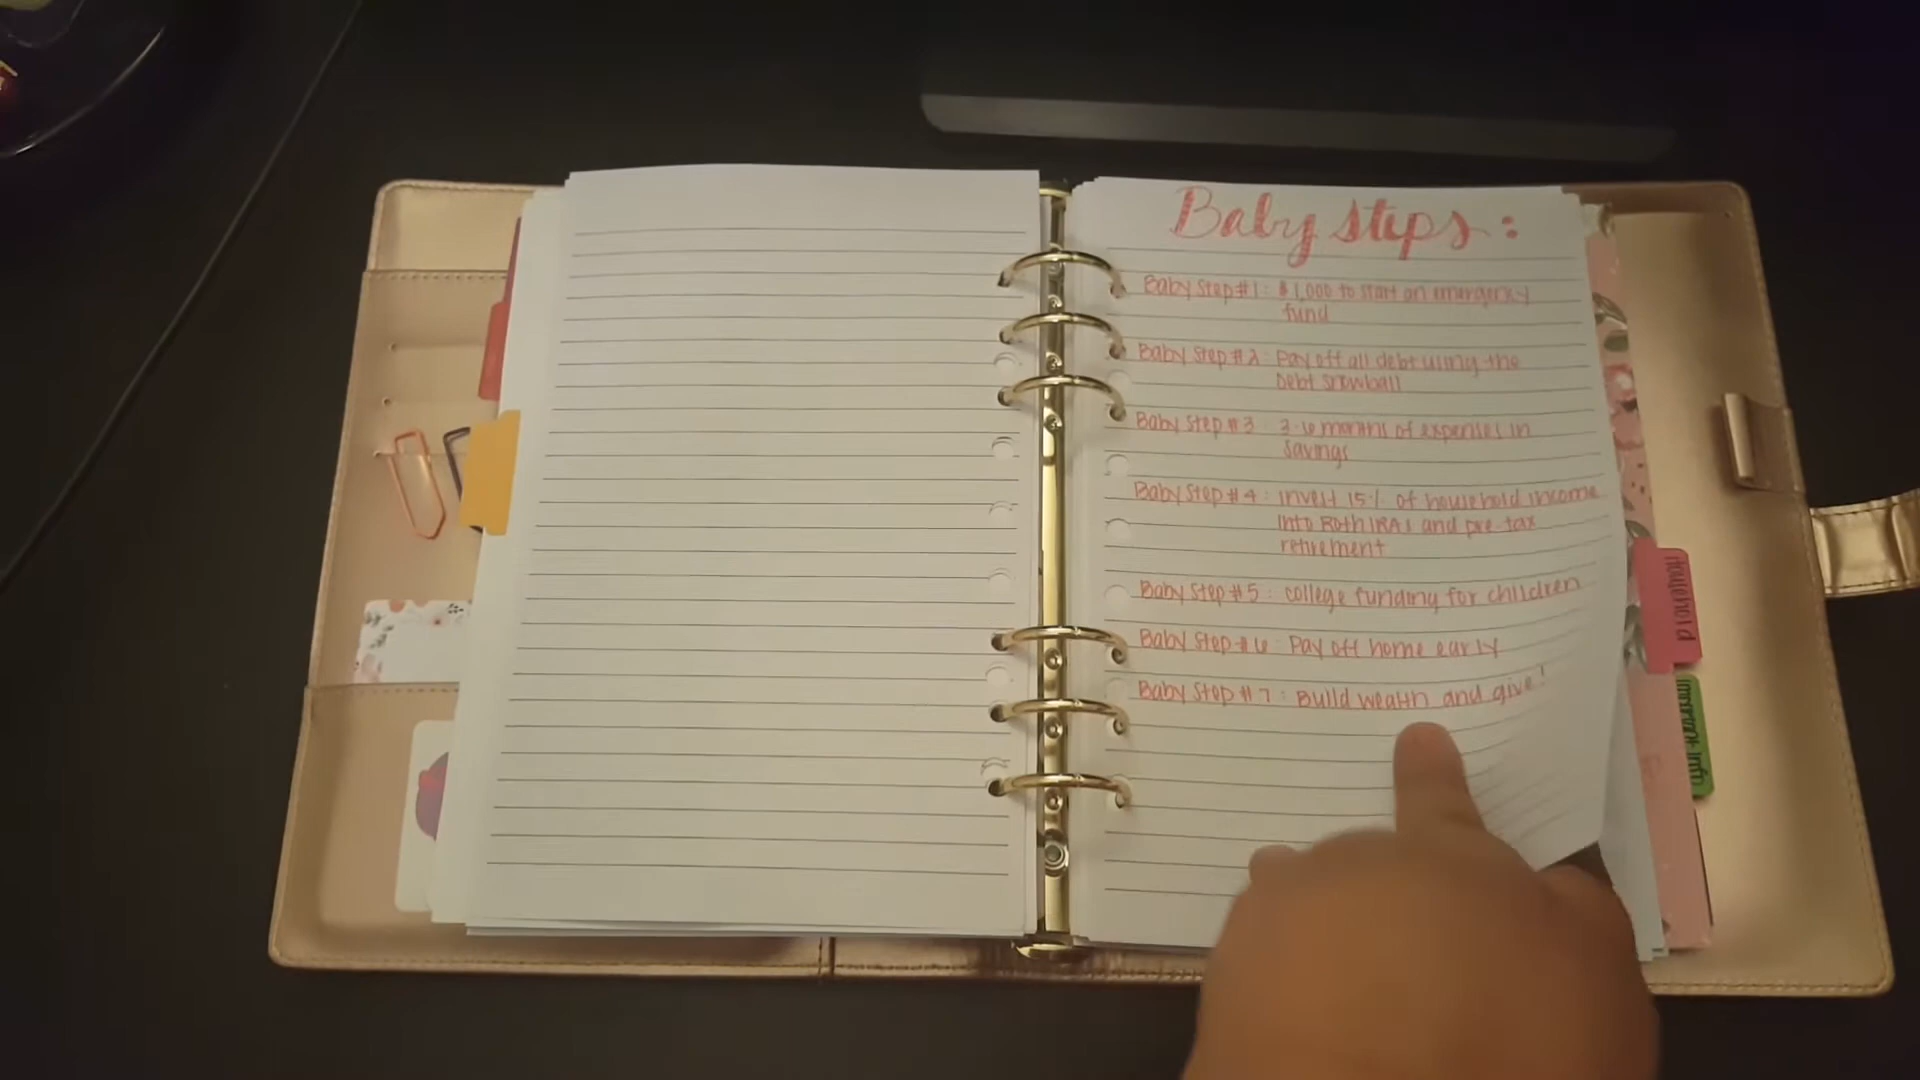 Baby Steps:
Baby Step #1: $1,000 to start an emergency
fund
Baby Step #2: Pay off all debt using the
Debt snowball
Baby Step #3: 3-6 months of expenses in
savings
Baby Step #4: invest 15% of household income
into Roth IRAs and pre-tax
retirement
Baby Step #5: college funding for children
Baby Step #6: Pay off home early
Baby Step #7: Build wealth and give!
Household